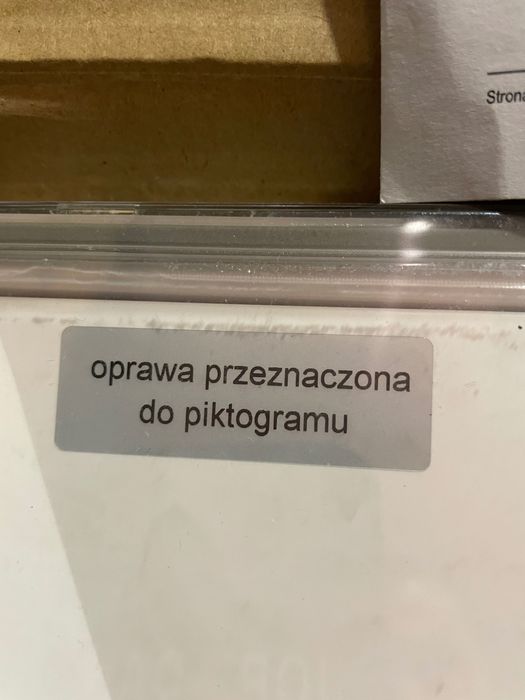 Strona
oprawa przeznaczona
do piktogramu